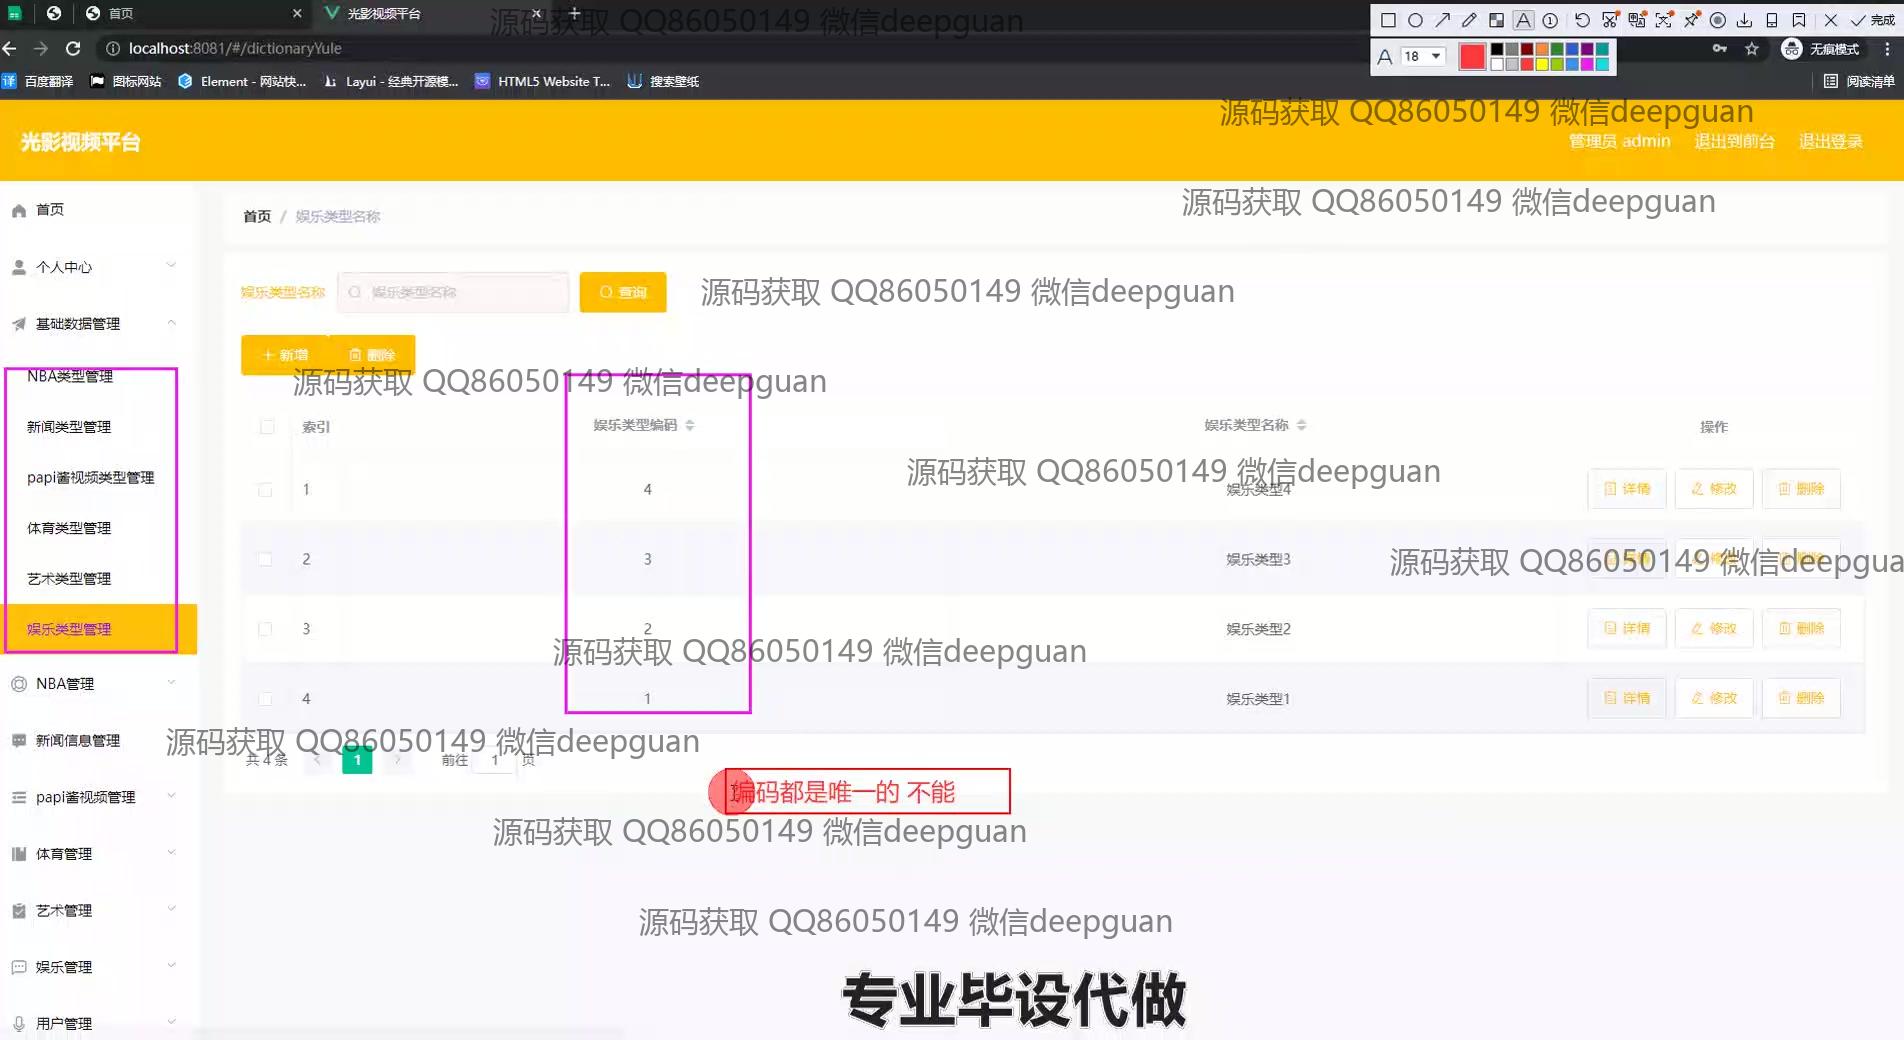 首页
光影视频平台
源码获取 QQ86050149 微信deepguan
完成
localhost:8081/#/dictionaryYule
A 18
无痕模式
译 百度翻译
图标网站
Element - 网站快...
Layui - 经典开源模...
HTML5 Website T...
搜索壁纸
阅读清单
源码获取 QQ86050149 微信deepguan
光影视频平台
管理员 admin
退出到前台
退出登录
首页
个人中心
基础数据管理
NBA类型管理
新闻类型管理
papi酱视频类型管理
体育类型管理
艺术类型管理
娱乐类型管理
NBA管理
新闻信息管理
papi酱视频管理
体育管理
艺术管理
娱乐管理
用户管理
源码获取 QQ86050149 微信deepguan
首页 / 娱乐类型名称
娱乐类型名称 娱乐类型名称 查询
源码获取 QQ86050149 微信deepguan
新增 删除
源码获取 QQ86050149 微信deepguan
索引 娱乐类型编码 娱乐类型名称 操作
源码获取 QQ86050149 微信deepguan
1 4 娱乐类型4 详情 修改 删除
2 3 娱乐类型3
源码获取 QQ86050149 微信deepgua
3 2 娱乐类型2 详情 修改 删除
源码获取 QQ86050149 微信deepguan
4 1 娱乐类型1 详情 修改 删除
源码获取 QQ86050149 微信deepguan
共 4 条 1 前往 1 页
编码都是唯一的 不能
源码获取 QQ86050149 微信deepguan
源码获取 QQ86050149 微信deepguan
专业毕设代做